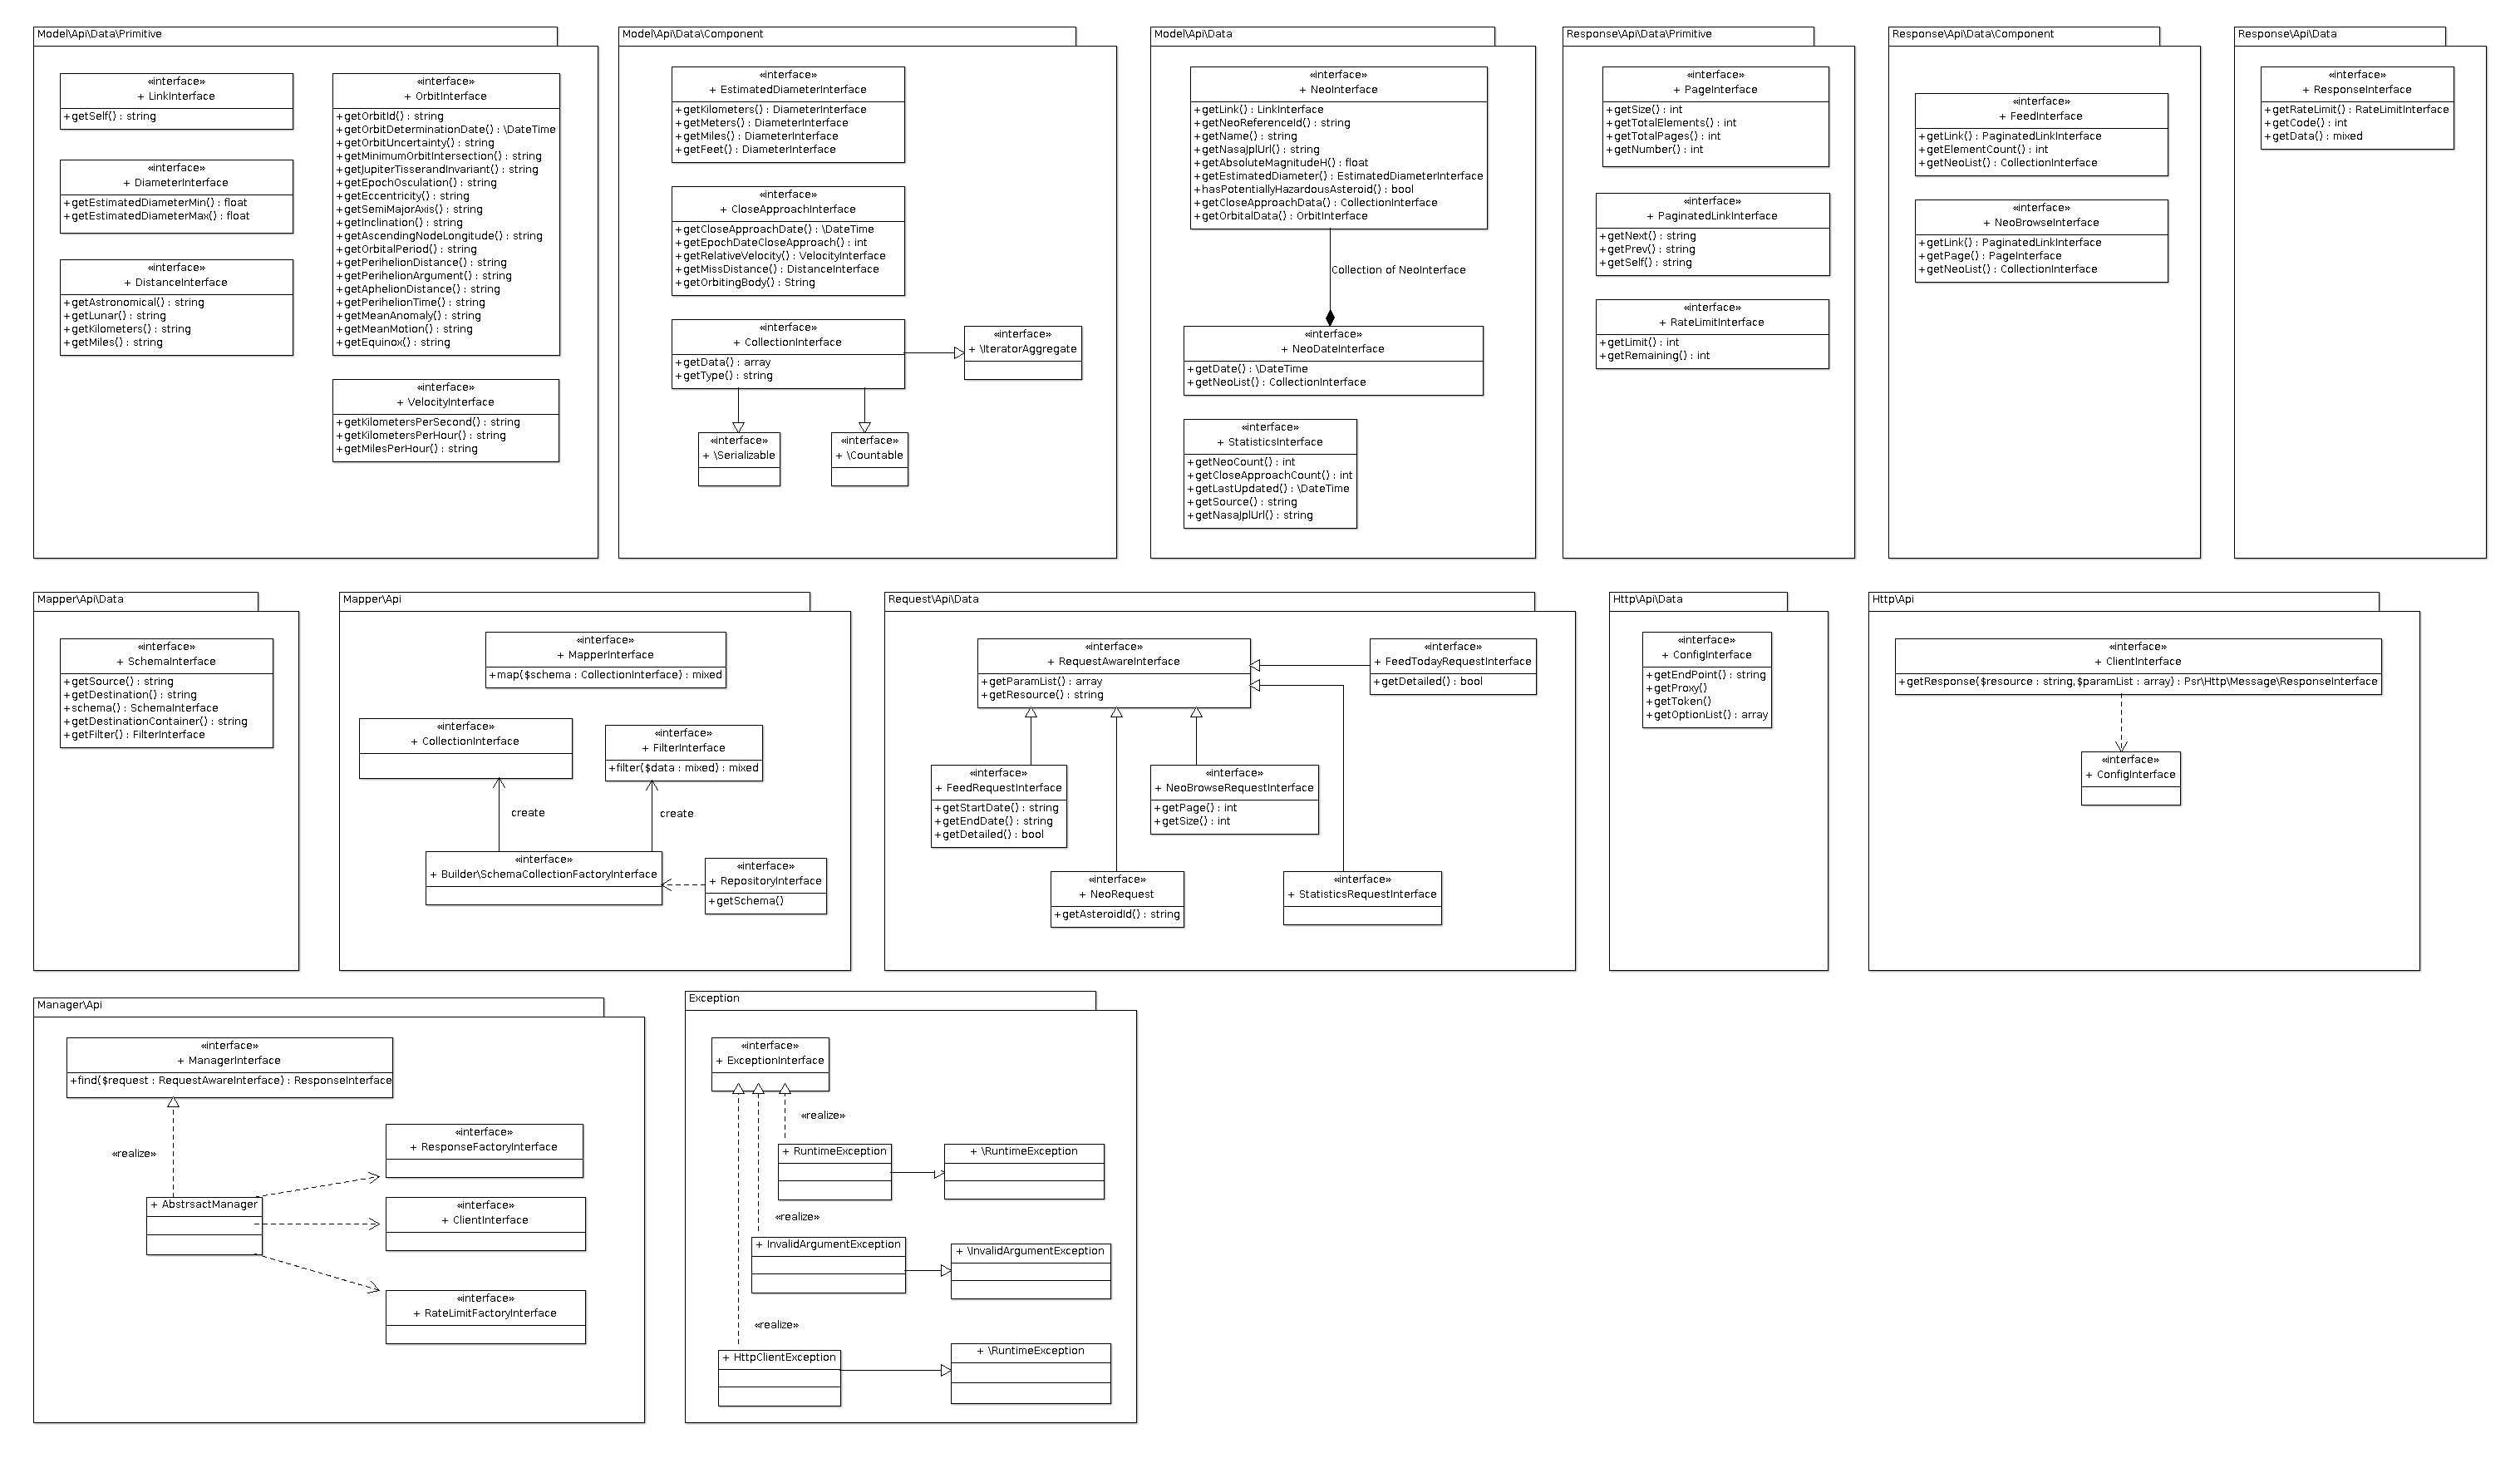 Model\Api\Data\Primitive
«interface»
+ LinkInterface
+getSelf() : string
«interface»
+ DiameterInterface
+getEstimatedDiameterMin() : float
+getEstimatedDiameterMax() : float
«interface»
+ DistanceInterface
+getAstronomical() : string
+getLunar() : string
+getKilometers() : string
+getMiles() : string
«interface»
+ OrbitInterface
+getOrbitId() : string
+getOrbitDeterminationDate() : \DateTime
+getOrbitUncertainty() : string
+getMinimumOrbitIntersection() : string
+getJupiterTisserandInvariant() : string
+getEpochOsculation() : string
+getEccentricity() : string
+getSemiMajorAxis() : string
+getInclination() : string
+getAscendingNodeLongitude() : string
+getOrbitalPeriod() : string
+getPerihelionDistance() : string
+getPerihelionArgument() : string
+getAphelionDistance() : string
+getPerihelionTime() : string
+getMeanAnomaly() : string
+getMeanMotion() : string
+getEquinox() : string
«interface»
+ VelocityInterface
+getKilometersPerSecond() : string
+getKilometersPerHour() : string
+getMilesPerHour() : string
Model\Api\Data\Component
«interface»
+ EstimatedDiameterInterface
+getKilometers() : DiameterInterface
+getMeters() : DiameterInterface
+getMiles() : DiameterInterface
+getFeet() : DiameterInterface
«interface»
+ CloseApproachInterface
+getCloseApproachDate() : \DateTime
+getEpochDateCloseApproach() : int
+getRelativeVelocity() : VelocityInterface
+getMissDistance() : DistanceInterface
+getOrbitingBody() : String
«interface»
+ CollectionInterface
+getData() : array
+getType() : string
«interface»
+ \IteratorAggregate
«interface»
+ \Serializable
«interface»
+ \Countable
Model\Api\Data
«interface»
+ NeoInterface
+getLink() : LinkInterface
+getNeoReferenceId() : string
+getName() : string
+getNasaJplUrl() : string
+getAbsoluteMagnitudeH() : float
+getEstimatedDiameter() : EstimatedDiameterInterface
+hasPotentiallyHazardousAsteroid() : bool
+getCloseApproachData() : CollectionInterface
+getOrbitalData() : OrbitInterface
Collection of NeoInterface
«interface»
+ NeoDateInterface
+getDate() : \DateTime
+getNeoList() : CollectionInterface
«interface»
+ StatisticsInterface
+getNeoCount() : int
+getCloseApproachCount() : int
+getLastUpdated() : \DateTime
+getSource() : string
+getNasaJplUrl() : string
Response\Api\Data\Primitive
«interface»
+ PageInterface
+getSize() : int
+getTotalElements() : int
+getTotalPages() : int
+getNumber() : int
«interface»
+ PaginatedLinkInterface
+getNext() : string
+getPrev() : string
+getSelf() : string
«interface»
+ RateLimitInterface
+getLimit() : int
+getRemaining() : int
Response\Api\Data\Component
«interface»
+ FeedInterface
+getLink() : PaginatedLinkInterface
+getElementCount() : int
+getNeoList() : CollectionInterface
«interface»
+ NeoBrowseInterface
+getLink() : PaginatedLinkInterface
+getPage() : PageInterface
+getNeoList() : CollectionInterface
Response\Api\Data
«interface»
+ ResponseInterface
+getRateLimit() : RateLimitInterface
+getCode() : int
+getData() : mixed
Mapper\Api\Data
«interface»
+ SchemaInterface
+getSource() : string
+getDestination() : string
+schema() : SchemaInterface
+getDestinationContainer() : string
+getFilter() : FilterInterface
Mapper\Api
«interface»
+ MapperInterface
+map($schema : CollectionInterface) : mixed
«interface»
+ CollectionInterface
«interface»
+ FilterInterface
+filter($data : mixed) : mixed
create
create
«interface»
+ Builder\SchemaCollectionFactoryInterface
«interface»
+ RepositoryInterface
+getSchema()
Request\Api\Data
«interface»
+ RequestAwareInterface
+getParamList() : array
+getResource() : string
«interface»
+ FeedTodayRequestInterface
+getDetailed() : bool
«interface»
+ FeedRequestInterface
+getStartDate() : string
+getEndDate() : string
+getDetailed() : bool
«interface»
+ NeoBrowseRequestInterface
+getPage() : int
+getSize() : int
«interface»
+ NeoRequest
+getAsteroidId() : string
«interface»
+ StatisticsRequestInterface
Http\Api\Data
«interface»
+ ConfigInterface
+getEndPoint() : string
+getProxy()
+getToken()
+getOptionList() : array
Http\Api
«interface»
+ ClientInterface
+getResponse($resource : string,$paramList : array) : Psr\Http\Message\ResponseInterface
«interface»
+ ConfigInterface
Manager\Api
«interface»
+ ManagerInterface
+find($request : RequestAwareInterface) : ResponseInterface
«realize»
+ AbstrsactManager
«interface»
+ ResponseFactoryInterface
«interface»
+ ClientInterface
«interface»
+ RateLimitFactoryInterface
Exception
«interface»
+ ExceptionInterface
«realize»
+ RuntimeException
+ \RuntimeException
«realize»
+ InvalidArgumentException
+ \InvalidArgumentException
«realize»
+ HttpClientException
+ \RuntimeException